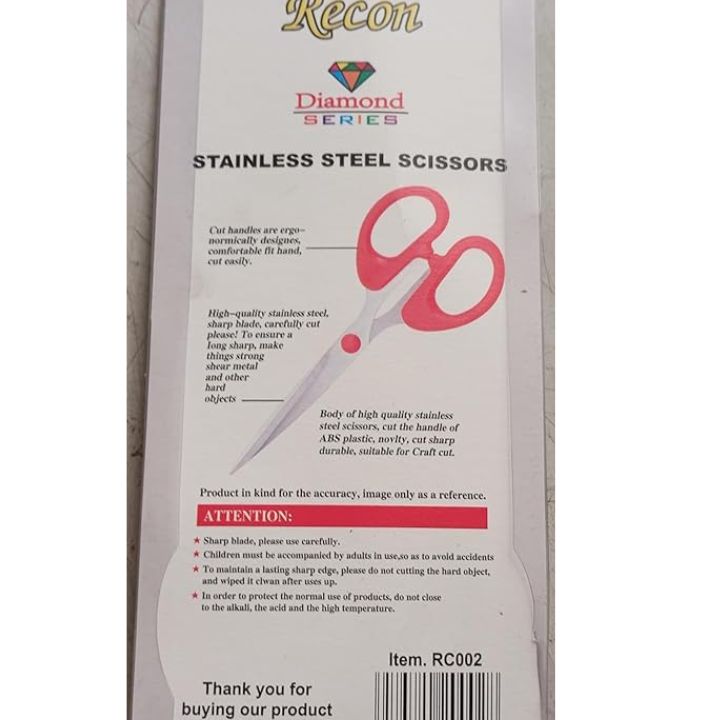 Recon
Diamond
SERIES
STAINLESS STEEL SCISSORS
Cut handles are ergo-
normically designes,
comfortable fit hand,
cut easily.
High-quality stainless steel,
sharp blade, carefully cut
please! To ensure a
long sharp, make
things strong
shear metal
and other
hard
objects
Body of high quality stainless
steel scissors, cut the handle of
ABS plastic, novlty, cut sharp
durable, suitable for Craft cut.
Product in kind for the accuracy, image only as a reference.
ATTENTION:
★ Sharp blade, please use carefully.
★ Children must be accompanied by adults in use,so as to avoid accidents
★ To maintain a lasting sharp edge, please do not cutting the hard object,
and wiped it clwan after uses up.
★ In order to protect the normal use of products, do not close
to the alkali, the acid and the high temperature.
Item. RC002
Thank you for
buying our product